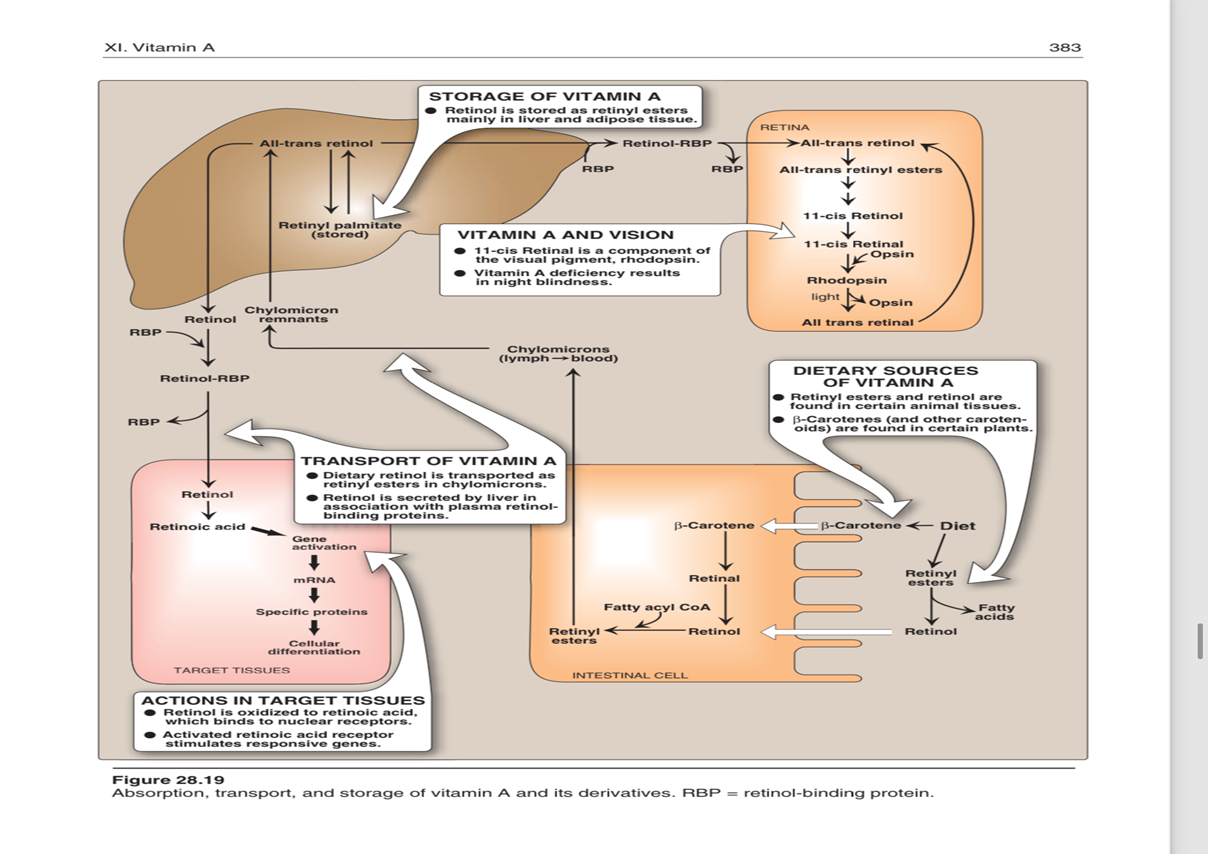 XI. Vitamin A
383
STORAGE OF VITAMIN A
● Retinol is stored as retinyl esters
mainly in liver and adipose tissue.
All-trans retinol
Retinyl palmitate
(stored)
Retinol-RBP
RBP
RBP
RETINA
All-trans retinol
All-trans retinyl esters
11-cis Retinol
11-cis Retinal
Opsin
Rhodopsin
light
Opsin
All trans retinal
VITAMIN A AND VISION
● 11-cis Retinal is a component of
the visual pigment, rhodopsin.
● Vitamin A deficiency results
in night blindness.
Retinol
Chylomicron
remnants
RBP
Retinol-RBP
RBP
Chylomicrons
(lymph → blood)
DIETARY SOURCES
OF VITAMIN A
● Retinyl esters and retinol are
found in certain animal tissues.
● β-Carotenes (and other caroten-
oids) are found in certain plants.
TRANSPORT OF VITAMIN A
● Dietary retinol is transported as
retinyl esters in chylomicrons.
● Retinol is secreted by liver in
association with plasma retinol-
binding proteins.
Retinol
Retinoic acid
Gene
activation
mRNA
Specific proteins
Cellular
differentiation
TARGET TISSUES
β-Carotene
β-Carotene
Diet
Retinal
Retinyl
esters
Fatty acyl CoA
Fatty
acids
Retinyl
esters
Retinol
Retinol
INTESTINAL CELL
ACTIONS IN TARGET TISSUES
● Retinol is oxidized to retinoic acid,
which binds to nuclear receptors.
● Activated retinoic acid receptor
stimulates responsive genes.
Figure 28.19
Absorption, transport, and storage of vitamin A and its derivatives. RBP = retinol-binding protein.